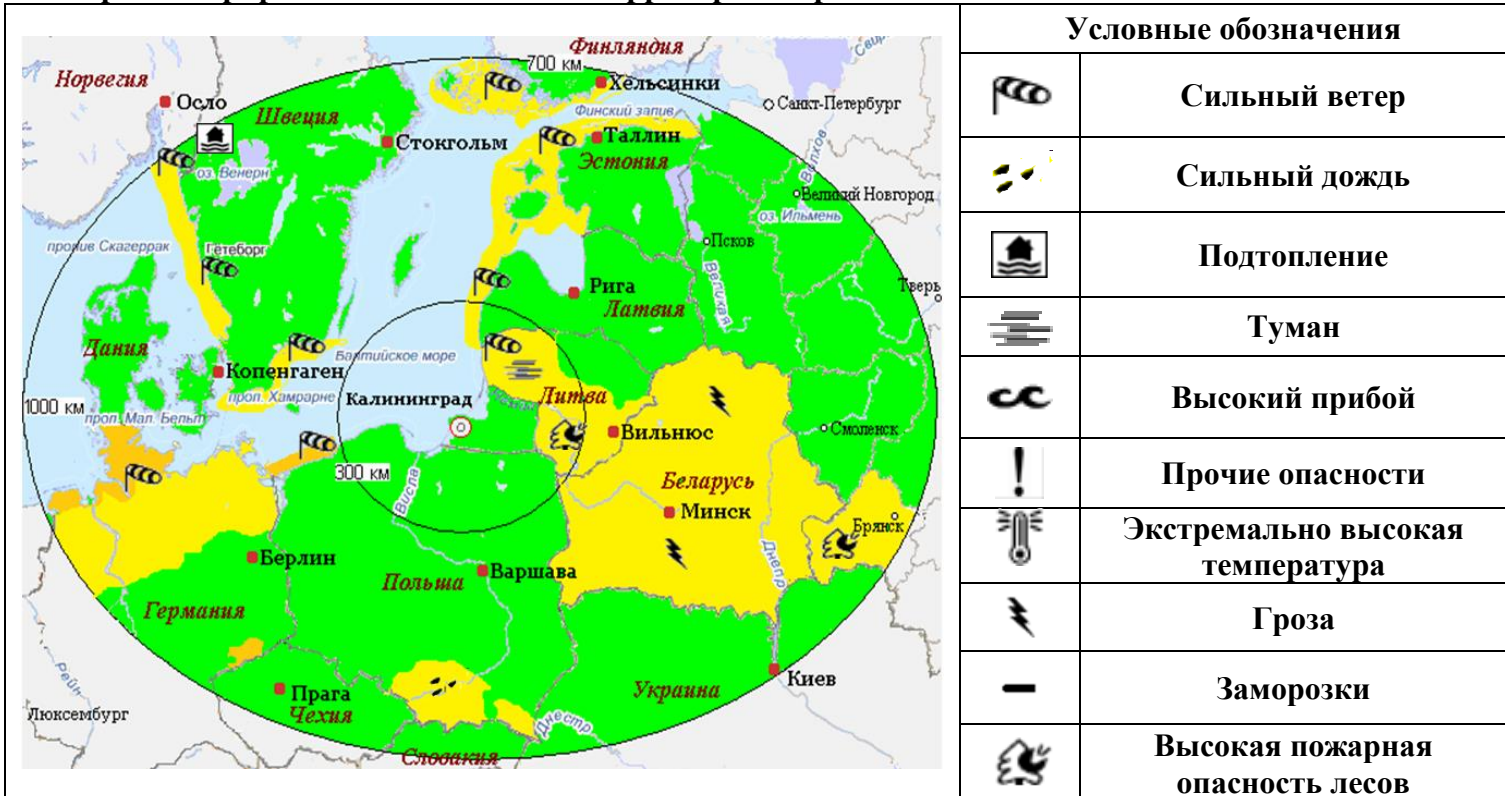 Финляндия
Норвегия
700 км
Хельсинки
Осло
Санкт-Петербург
Швеция
Финский залив
Стокгольм
Таллин
Эстония
Волхов
оз. Венерн
Великий Новгород
оз. Ильмень
пролив Скагеррак
Гетеборг
Псков
Великая
Рига
Тверь
Латвия
Дания
Балтийское море
Копенгаген
Калининград
Литва
1000 км
прол. Хамрарне
прол. Мал. Бельт
Вильнюс
Смоленск
300 км
Висла
Беларусь
Минск
Брянск
Днепр
Берлин
Польша
Варшава
Германия
Рейн
Прага
Чехия
Украина
Киев
Люксембург
Днестр
Словакия
Условные обозначения
Сильный ветер
Сильный дождь
Подтопление
Туман
Высокий прибой
Прочие опасности
Экстремально высокая
температура
Гроза
Заморозки
Высокая пожарная
опасность лесов